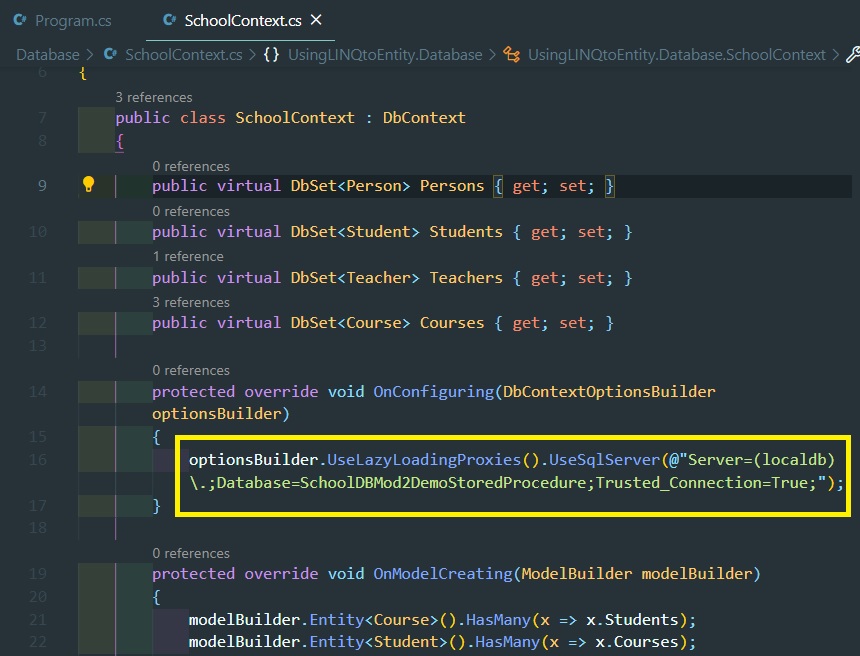 Program.cs SchoolContext.cs
Database > SchoolContext.cs > {} UsingLINQtoEntity.Database > UsingLINQtoEntity.Database.SchoolContext >
6 {
3 references
7 public class SchoolContext : DbContext
8 {
0 references
9 public virtual DbSet<Person> Persons { get; set; }
0 references
10 public virtual DbSet<Student> Students { get; set; }
1 reference
11 public virtual DbSet<Teacher> Teachers { get; set; }
3 references
12 public virtual DbSet<Course> Courses { get; set; }
13
0 references
14 protected override void OnConfiguring(DbContextOptionsBuilder
optionsBuilder)
15 {
16 optionsBuilder.UseLazyLoadingProxies().UseSqlServer(@"Server=(localdb)
\.;Database=SchoolDBMod2DemoStoredProcedure;Trusted_Connection=True;");
17 }
18
0 references
19 protected override void OnModelCreating(ModelBuilder modelBuilder)
20 {
21 modelBuilder.Entity<Course>().HasMany(x => x.Students);
22 modelBuilder.Entity<Student>().HasMany(x => x.Courses);